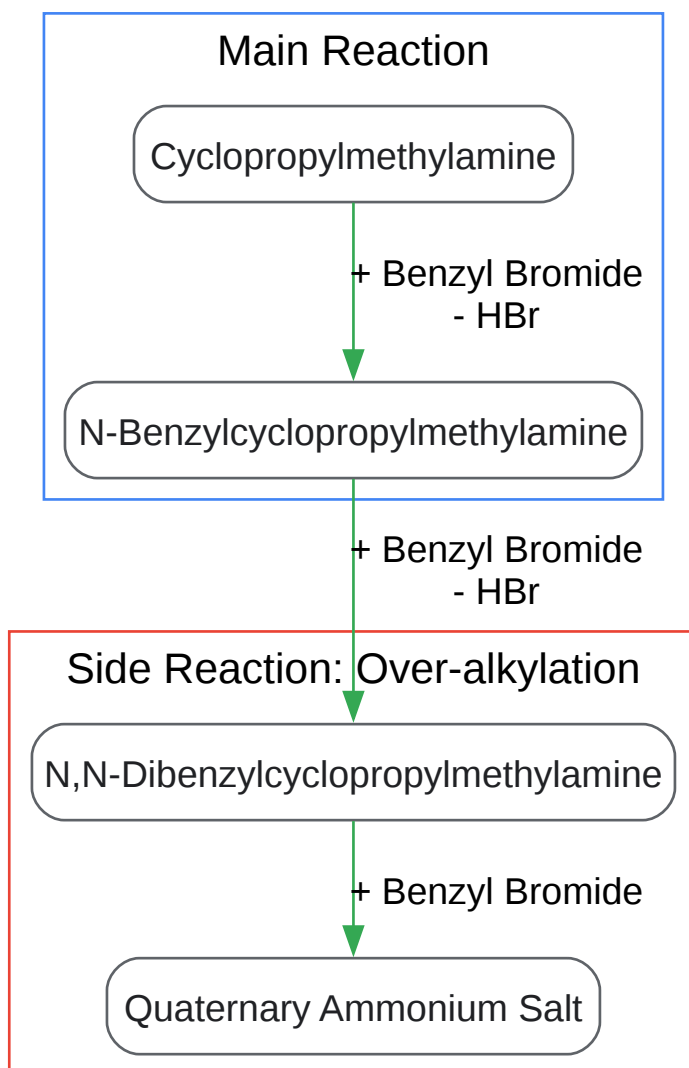 Main Reaction
Cyclopropylmethylamine
+ Benzyl Bromide
- HBr
N-Benzylcyclopropylmethylamine
+ Benzyl Bromide
- HBr
Side Reaction: Over-alkylation
N,N-Dibenzylcyclopropylmethylamine
+ Benzyl Bromide
Quaternary Ammonium Salt